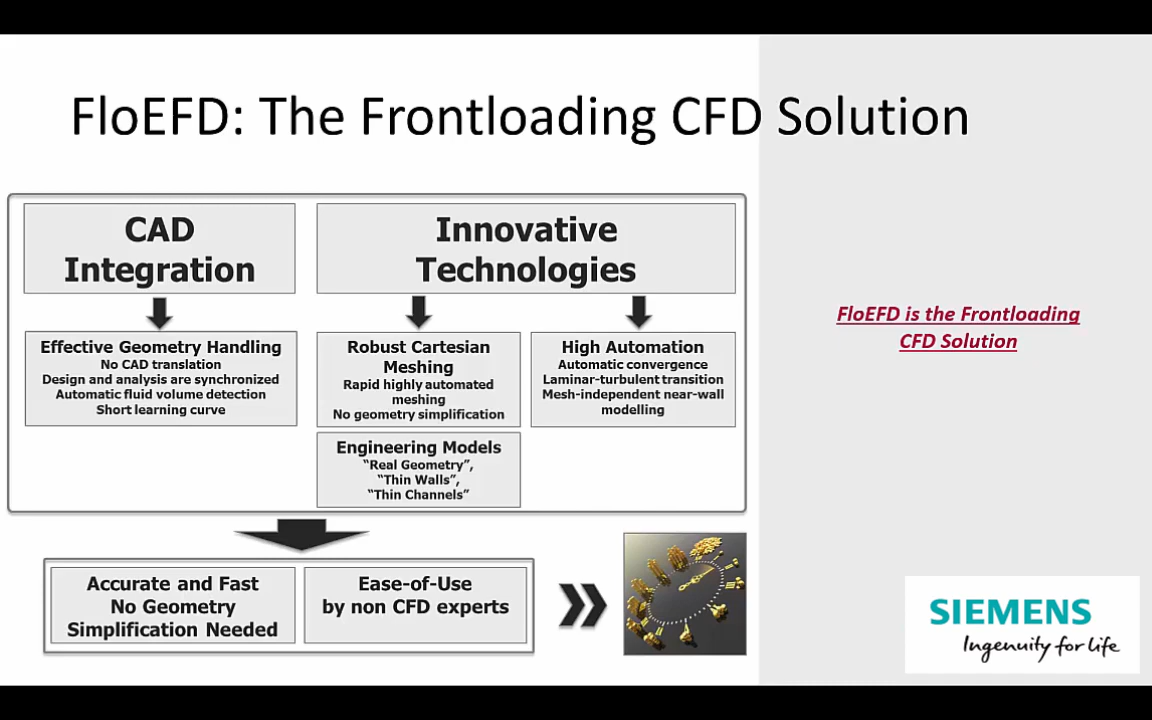 FloEFD: The Frontloading CFD Solution
CAD
Integration
Innovative
Technologies
Effective Geometry Handling
No CAD translation
Design and analysis are synchronized
Automatic fluid volume detection
Short learning curve
Robust Cartesian
Meshing
Rapid highly automated
meshing
No geometry simplification
High Automation
Automatic convergence
Laminar-turbulent transition
Mesh-independent near-wall
modelling
Engineering Models
“Real Geometry”,
“Thin Walls”,
“Thin Channels”
Accurate and Fast
No Geometry
Simplification Needed
Ease-of-Use
by non CFD experts
FloEFD is the Frontloading
CFD Solution
SIEMENS
Ingenuity for life